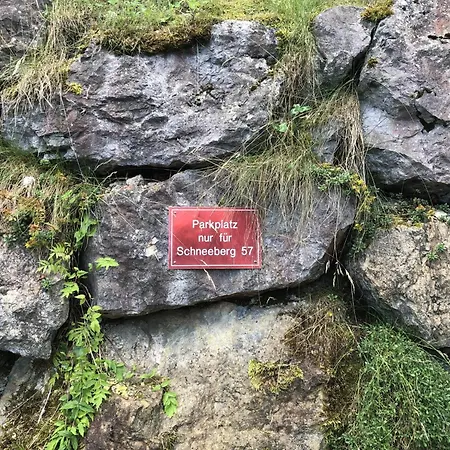 Parkplatz
nur für
Schneeberg 57